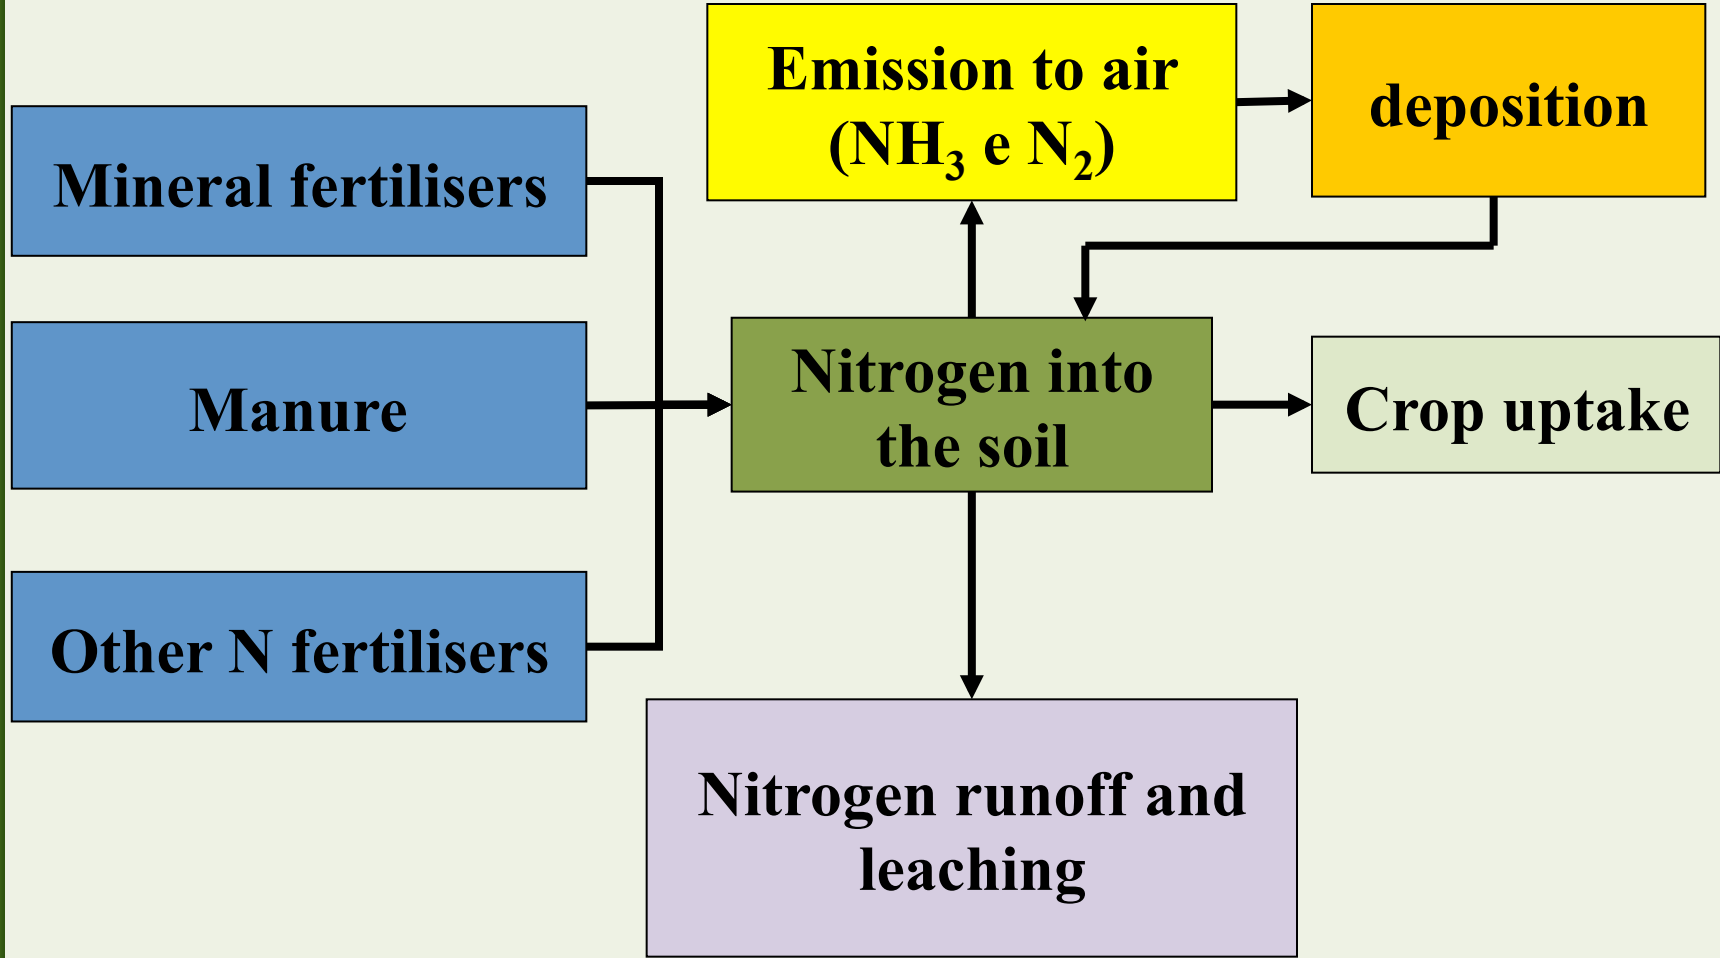 Emission to air
(NH₃ e N₂)
deposition
Mineral fertilisers
Manure
Nitrogen into
the soil
Crop uptake
Other N fertilisers
Nitrogen runoff and
leaching